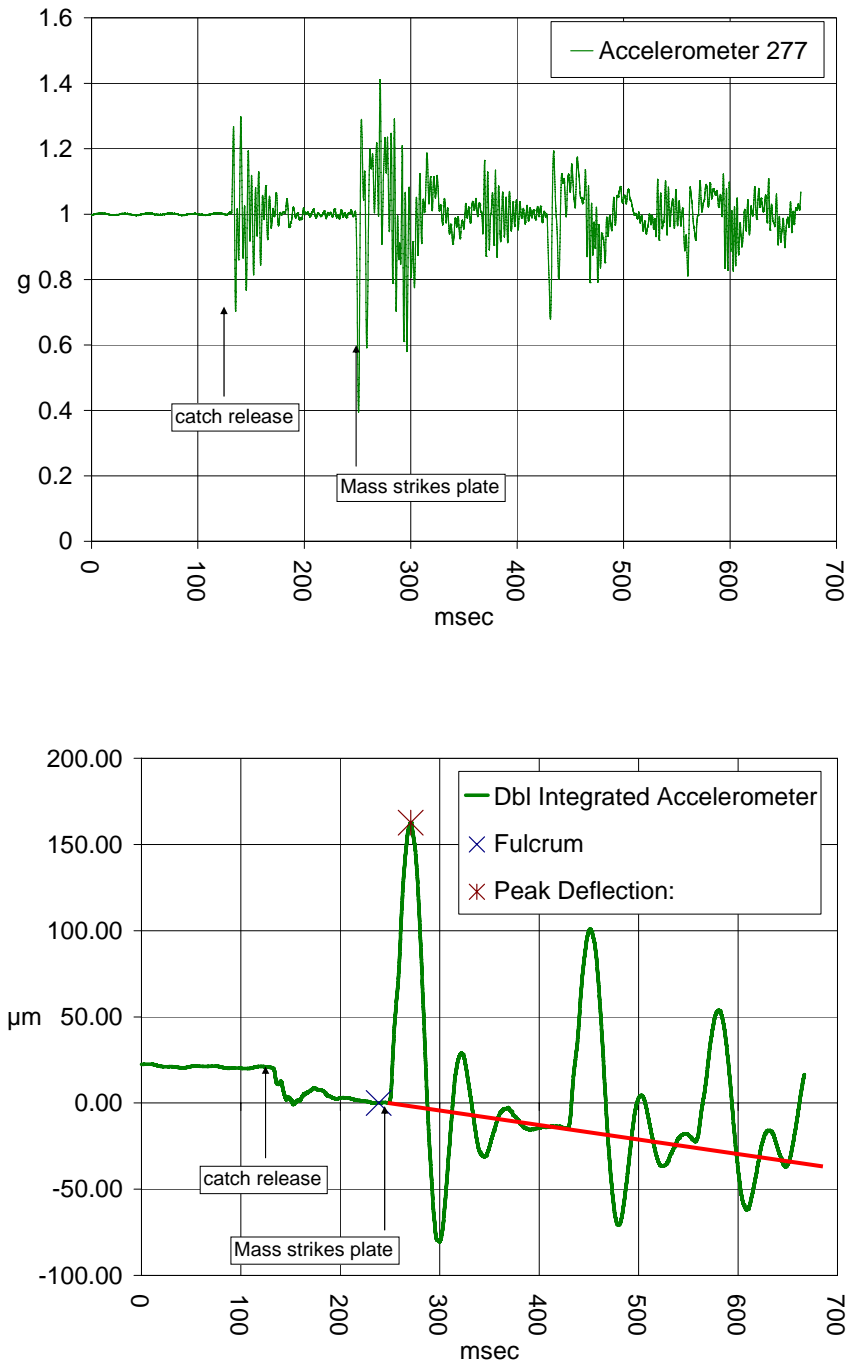 1.6
Accelerometer 277
1.4
1.2
1
g 0.8
0.6
catch release
0.4
Mass strikes plate
0.2
0
0 100 200 300 400 500 600 700
msec
200.00
Dbl Integrated Accelerometer
150.00
Fulcrum
Peak Deflection:
100.00
µm
50.00
0.00
catch release
-50.00
Mass strikes plate
-100.00
0 100 200 300 400 500 600 700
msec